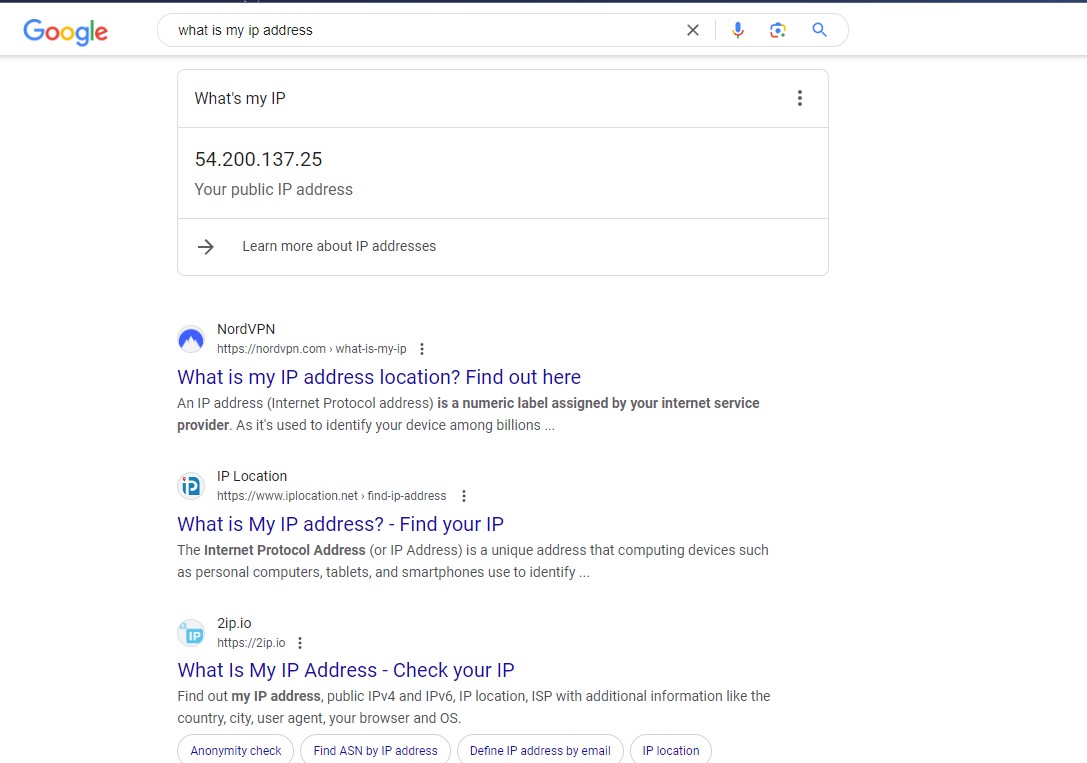 Google
what is my ip address
What's my IP
54.200.137.25
Your public IP address
Learn more about IP addresses
NordVPN
https://nordvpn.com › what-is-my-ip
What is my IP address location? Find out here
An IP address (Internet Protocol address) is a numeric label assigned by your internet service
provider. As it's used to identify your device among billions ...
iP
IP Location
https://www.iplocation.net › find-ip-address
What is My IP address? - Find your IP
The Internet Protocol Address (or IP Address) is a unique address that computing devices such
as personal computers, tablets, and smartphones use to identify ...
2 IP
2ip.io
https://2ip.io
What Is My IP Address - Check your IP
Find out my IP address, public IPv4 and IPv6, IP location, ISP with additional information like the
country, city, user agent, your browser and OS.
Anonymity check
Find ASN by IP address
Define IP address by email
IP location